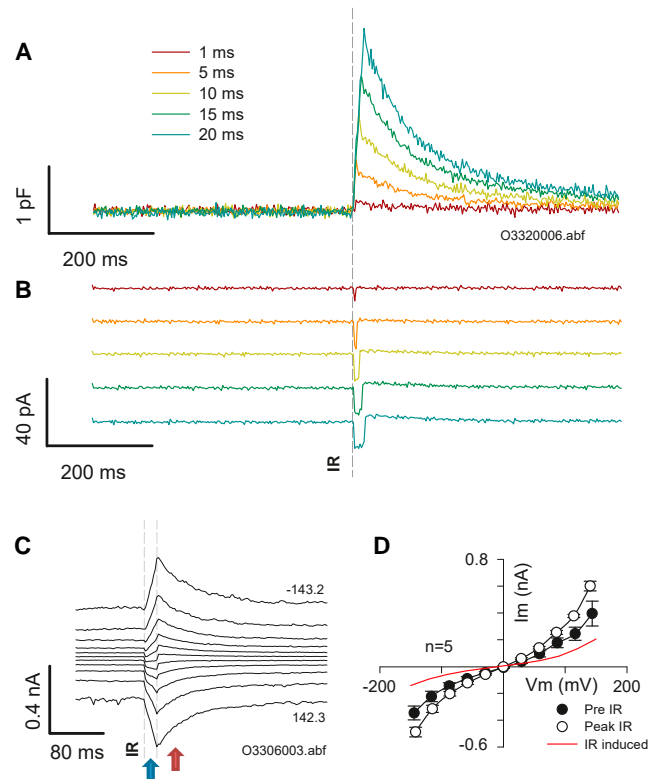 A
1 ms
5 ms
10 ms
15 ms
20 ms
1 pF
200 ms
O3320006.abf
B
40 pA
200 ms
IR
C
-143.2
142.3
0.4 nA
80 ms
IR
O3306003.abf
D
0.8
Im (nA)
n=5
-200
Vm (mV)
200
-0.6
Pre IR
Peak IR
IR induced